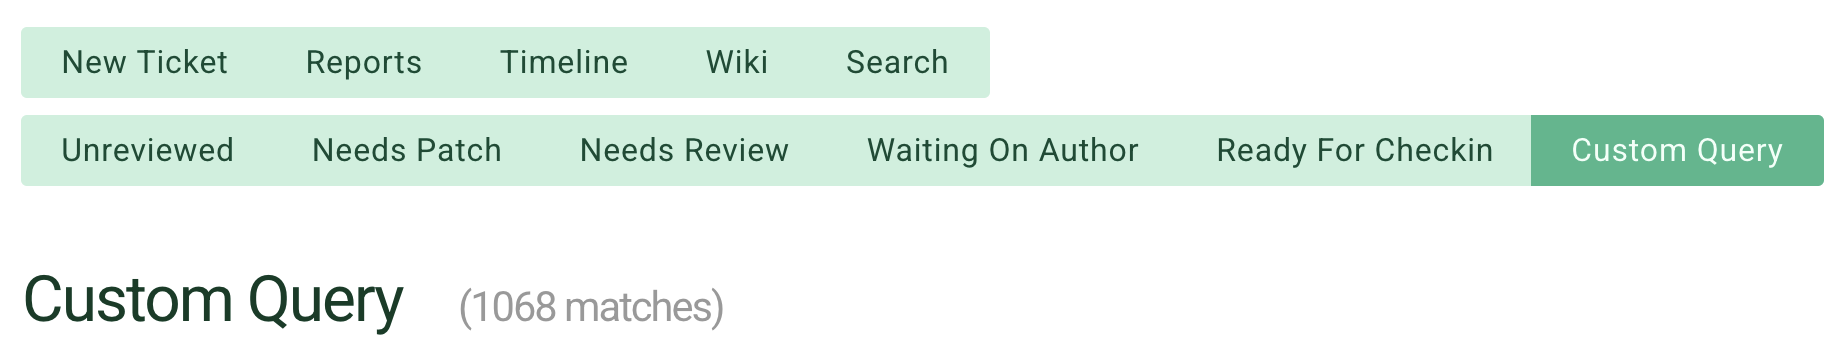 New Ticket Reports Timeline Wiki Search
Unreviewed Needs Patch Needs Review Waiting On Author Ready For Checkin Custom Query
Custom Query (1068 matches)